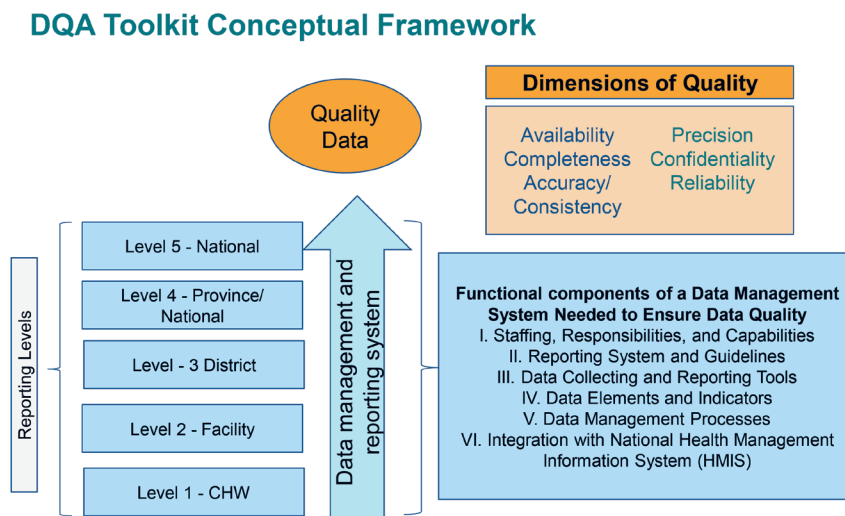 DQA Toolkit Conceptual Framework
Quality
Data
Dimensions of Quality
Availability
Completeness
Accuracy/
Consistency
Precision
Confidentiality
Reliability
Reporting Levels
Level 5 - National
Level 4 - Province/
National
Level - 3 District
Level 2 - Facility
Level 1 - CHW
Data management and
reporting system
Functional components of a Data Management
System Needed to Ensure Data Quality
I. Staffing, Responsibilities, and Capabilities
II. Reporting System and Guidelines
III. Data Collecting and Reporting Tools
IV. Data Elements and Indicators
V. Data Management Processes
VI. Integration with National Health Management
Information System (HMIS)